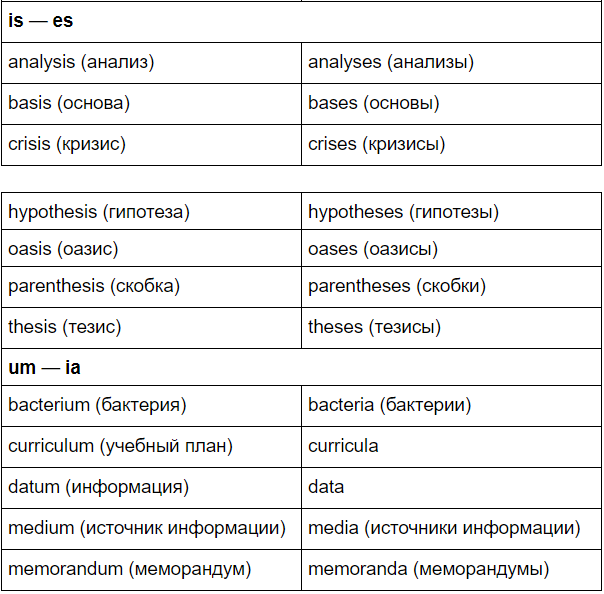 is — es
analysis (анализ) analyses (анализы)
basis (основа) bases (основы)
crisis (кризис) crises (кризисы)
hypothesis (гипотеза) hypotheses (гипотезы)
oasis (оазис) oases (оазисы)
parenthesis (скобка) parentheses (скобки)
thesis (тезис) theses (тезисы)
um — ia
bacterium (бактерия) bacteria (бактерии)
curriculum (учебный план) curricula
datum (информация) data
medium (источник информации) media (источники информации)
memorandum (меморандум) memoranda (меморандумы)